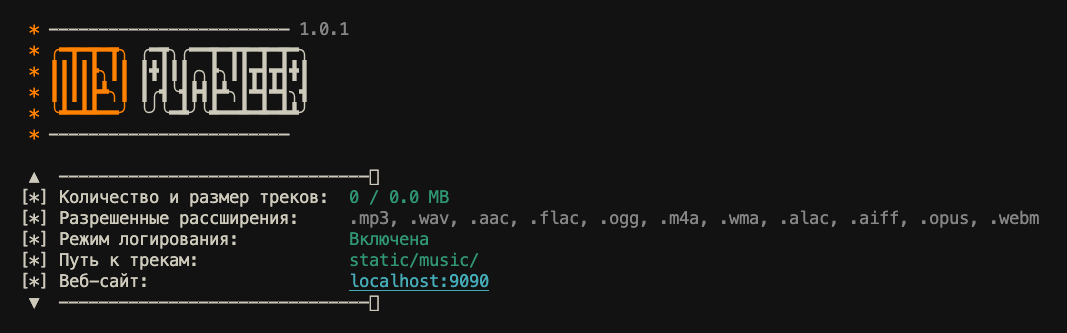 * ──────────────────────── 1.0.1
*
*
*
*
* ────────────────────────
▲ ───────────────────────────────▯
[*] Количество и размер треков: 0 / 0.0 MB
[*] Разрешенные расширения: .mp3, .wav, .aac, .flac, .ogg, .m4a, .wma, .alac, .aiff, .opus, .webm
[*] Режим логирования: Включена
[*] Путь к трекам: static/music/
[*] Веб-сайт: localhost:9090
▼ ───────────────────────────────▯